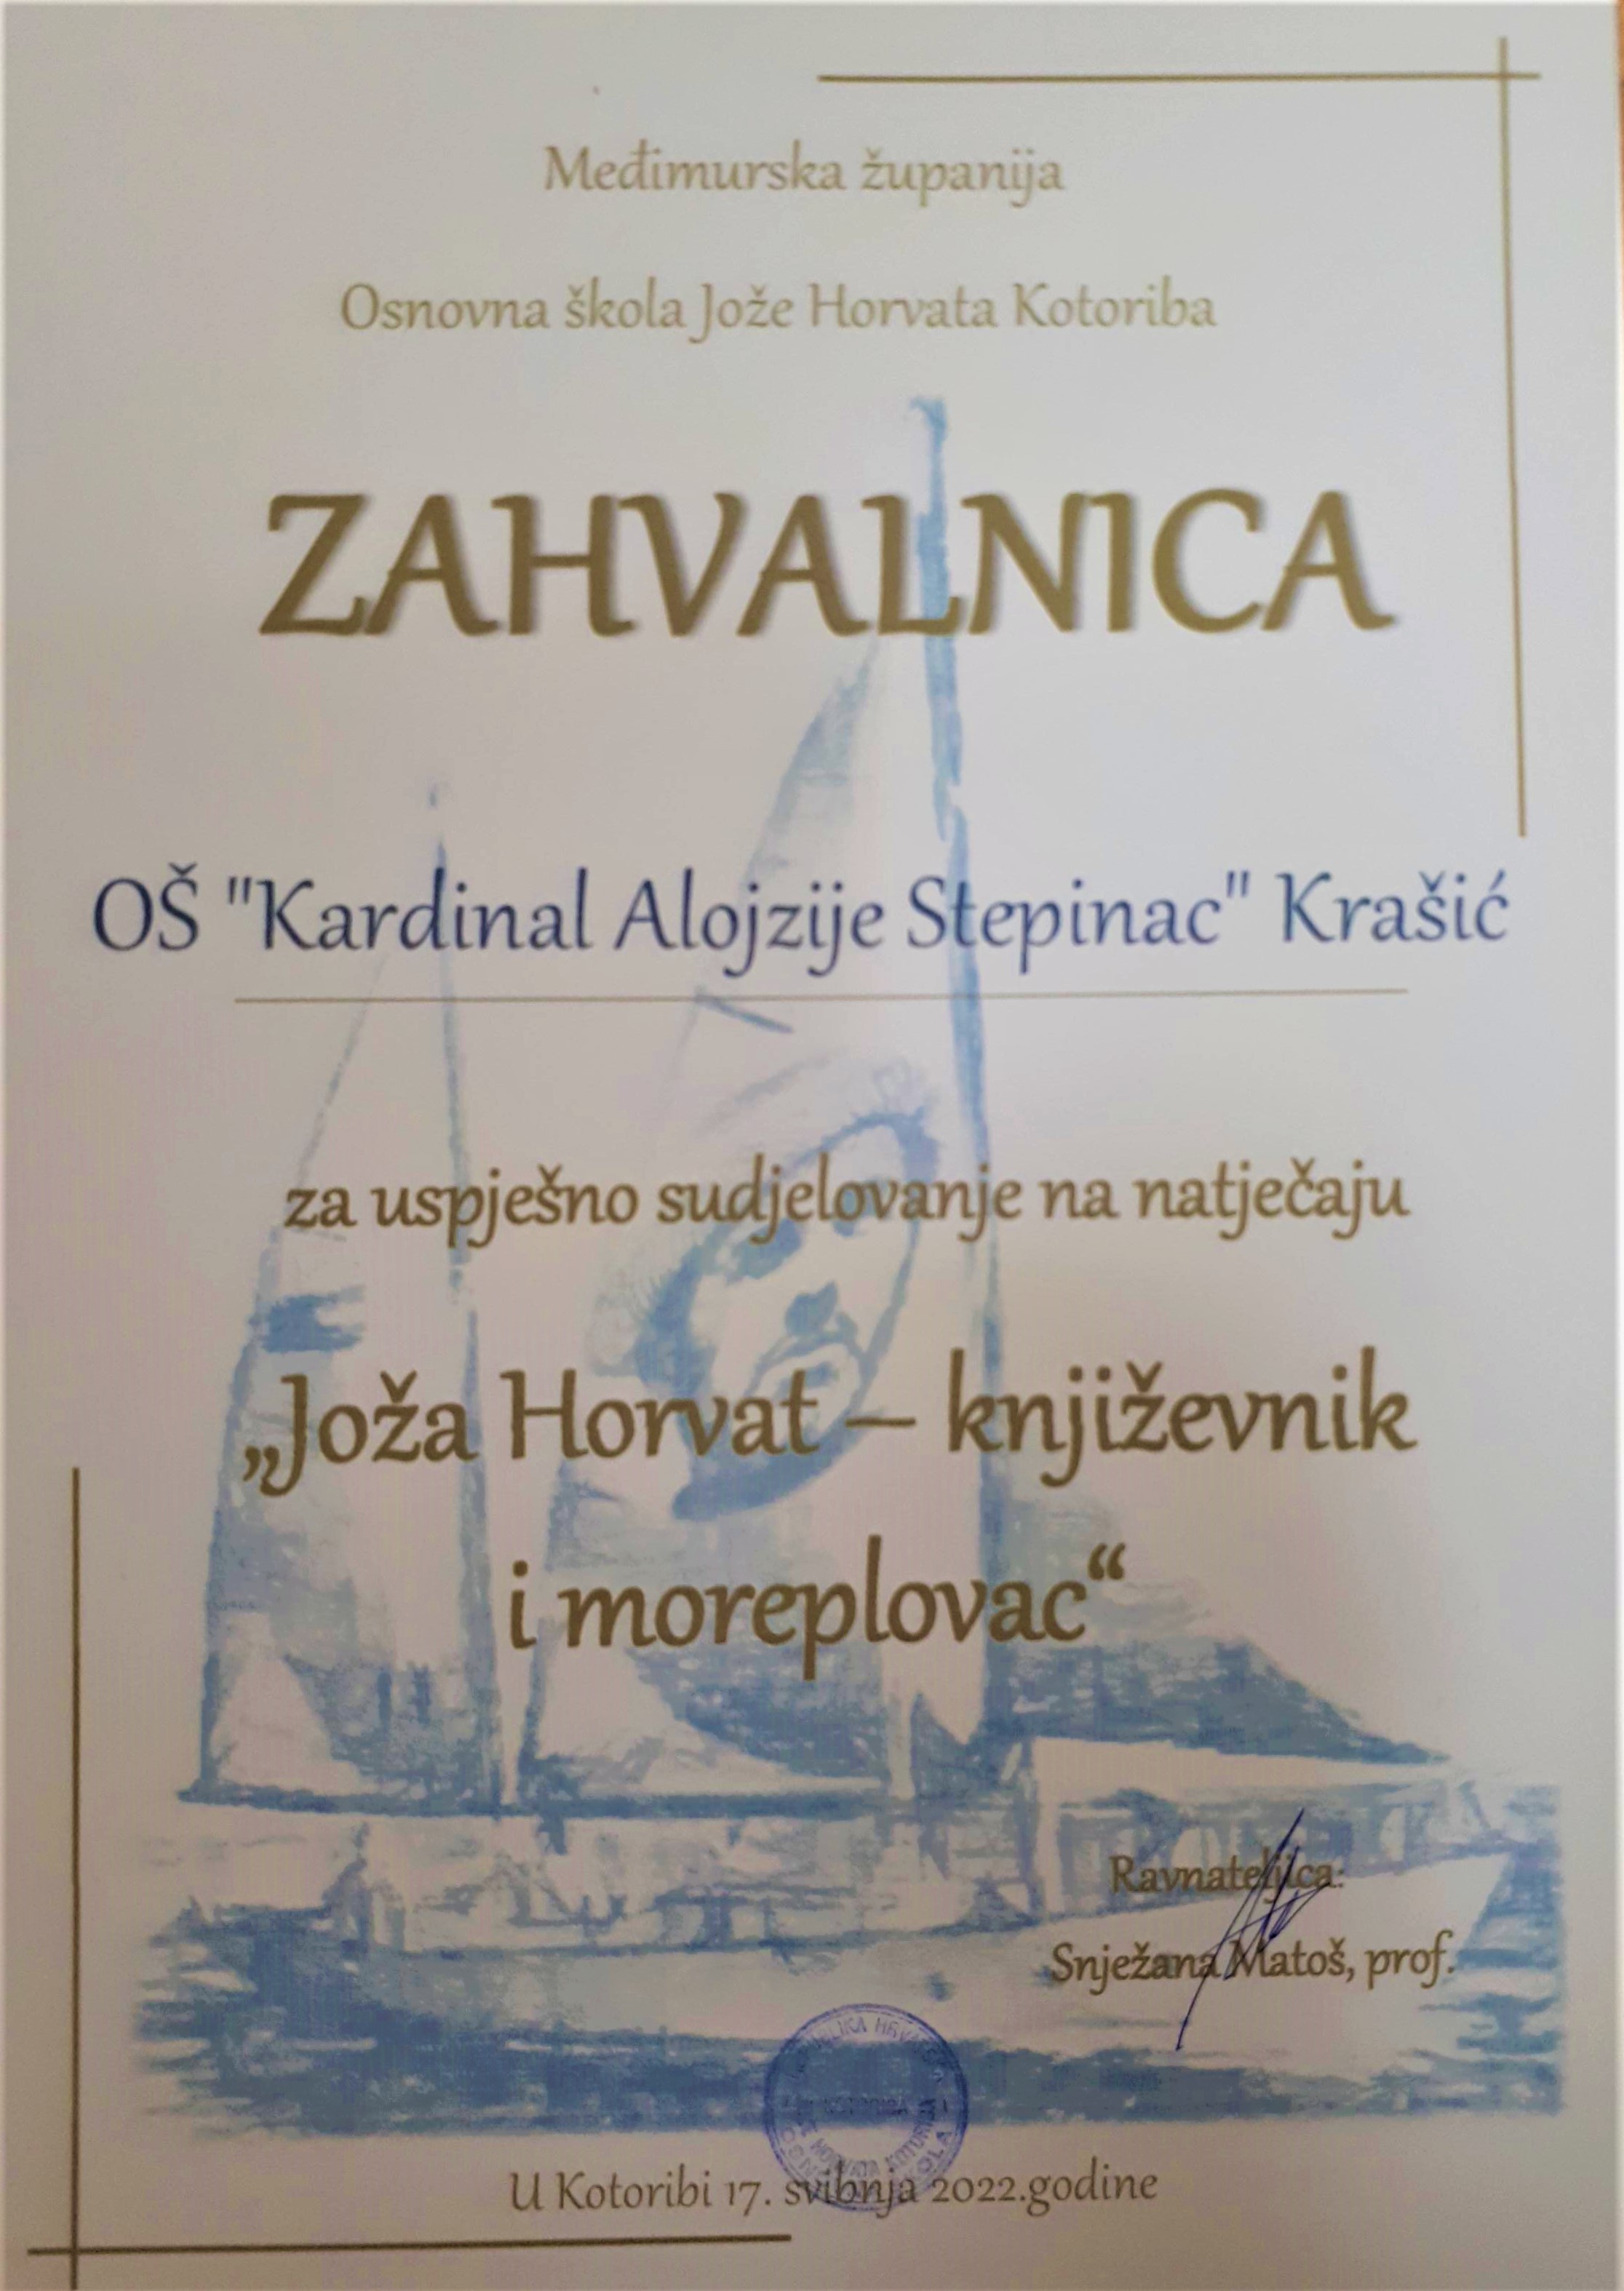 Međimurska županija
Osnovna škola Jože Horvata Kotoriba
ZAHVALNICA
OŠ "Kardinal Alojzije Stepinac" Krašić
za uspješno sudjelovanje na natječaju
„Joža Horvat – književnik
i moreplovac“
Ravnateljica:
Snježana Matoš, prof.
U Kotoribi 17. svibnja 2022.godine